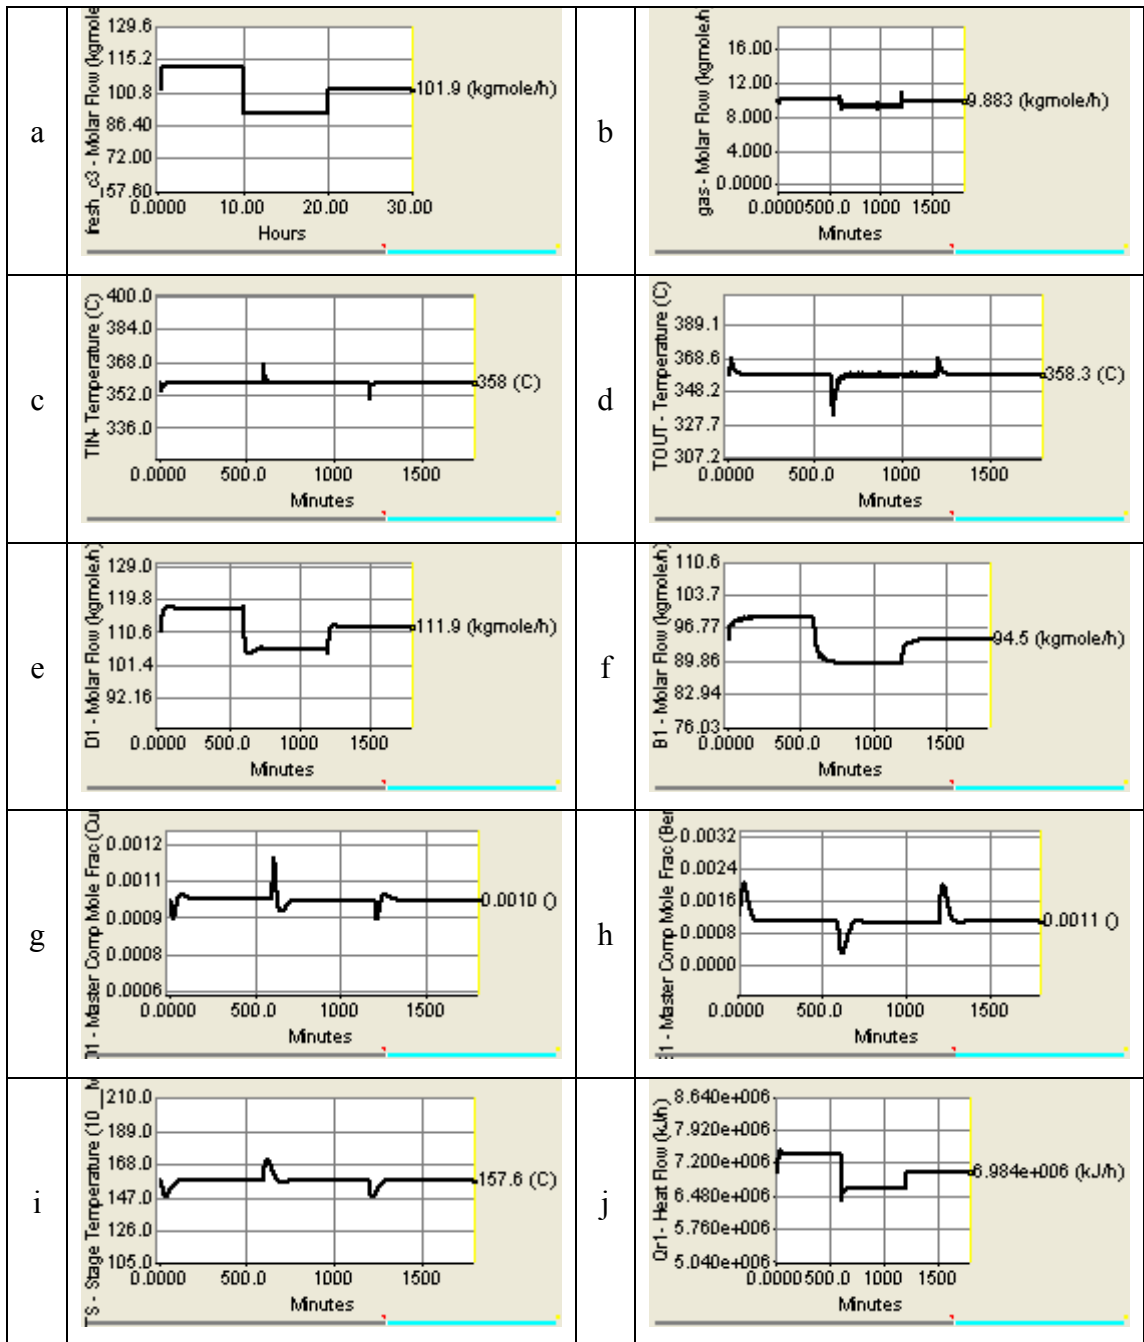 a
fresh_c3 - Molar Flow (kgmole
129.6
115.2
100.8
86.40
72.00
57.60
0.0000 10.00 20.00 30.00
Hours
101.9 (kgmole/h)
b
gas - Molar Flow (kgmole/h
16.00
12.00
8.000
4.000
0.0000
0.0000 500.0 1000 1500
Minutes
9.883 (kgmole/h)
c
TIN- Temperature (C)
400.0
384.0
368.0
352.0
336.0
0.0000 500.0 1000 1500
Minutes
358 (C)
d
TOUT - Temperature (C)
389.1
368.6
348.2
327.7
307.2
0.0000 500.0 1000 1500
Minutes
358.3 (C)
e
D1 - Molar Flow (kgmole/h)
129.0
119.8
110.6
101.4
92.16
0.0000 500.0 1000 1500
Minutes
111.9 (kgmole/h)
f
B1 - Molar Flow (kgmole/h)
110.6
103.7
96.77
89.86
82.94
76.03
0.0000 500.0 1000 1500
Minutes
94.5 (kgmole/h)
g
D1 - Master Comp Mole Frac (Cu
0.0012
0.0011
0.0009
0.0008
0.0006
0.0000 500.0 1000 1500
Minutes
0.0010 ()
h
B1 - Master Comp Mole Frac (Ber
0.0032
0.0024
0.0016
0.0008
0.0000
0.0000 500.0 1000 1500
Minutes
0.0011 ()
i
TS - Stage Temperature (10__M
210.0
189.0
168.0
147.0
126.0
105.0
0.0000 500.0 1000 1500
Minutes
157.6 (C)
j
Qr1- Heat Flow (kJ/h)
8.640e+006
7.920e+006
7.200e+006
6.480e+006
5.760e+006
5.040e+006
0.0000 500.0 1000 1500
Minutes
6.984e+006 (kJ/h)